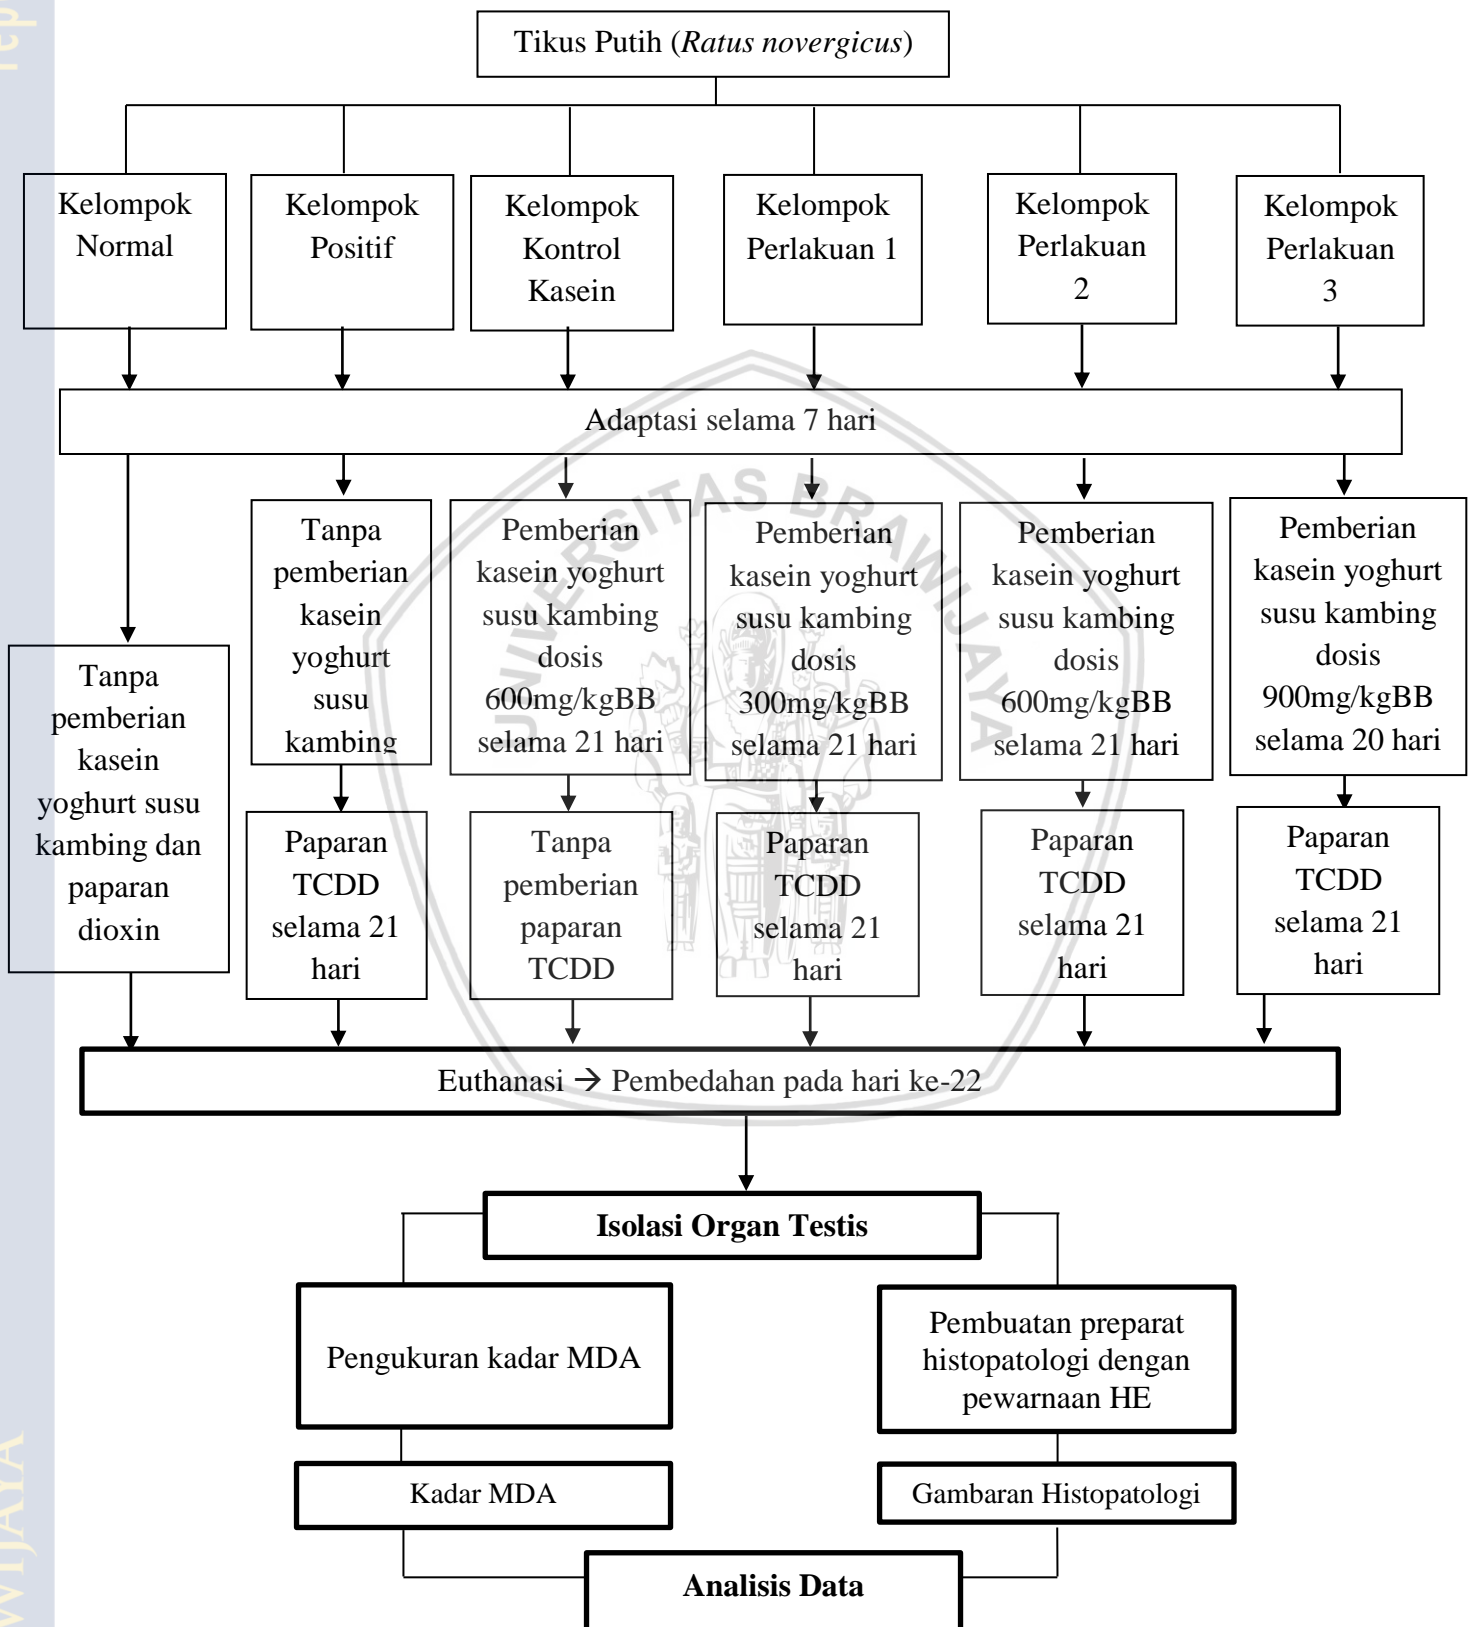 Tikus Putih (Ratus novergicus)
Kelompok
Normal
Kelompok
Positif
Kelompok
Kontrol
Kasein
Kelompok
Perlakuan 1
Kelompok
Perlakuan
2
Kelompok
Perlakuan
3
Adaptasi selama 7 hari
Tanpa
pemberian
kasein
yoghurt susu
kambing dan
paparan
dioxin
Tanpa
pemberian
kasein
yoghurt
susu
kambing
Pemberian
kasein yoghurt
susu kambing
dosis
600mg/kgBB
selama 21 hari
Pemberian
kasein yoghurt
susu kambing
dosis
300mg/kgBB
selama 21 hari
Pemberian
kasein yoghurt
susu kambing
dosis
600mg/kgBB
selama 21 hari
Pemberian
kasein yoghurt
susu kambing
dosis
900mg/kgBB
selama 20 hari
Paparan
TCDD
selama 21
hari
Tanpa
pemberian
paparan
TCDD
Paparan
TCDD
selama 21
hari
Paparan
TCDD
selama 21
hari
Paparan
TCDD
selama 21
hari
Euthanasi → Pembedahan pada hari ke-22
Isolasi Organ Testis
Pengukuran kadar MDA
Pembuatan preparat
histopatologi dengan
pewarnaan HE
Kadar MDA
Gambaran Histopatologi
Analisis Data
UNIVERSITAS BRAWIJAYA
rep
WIJAYA